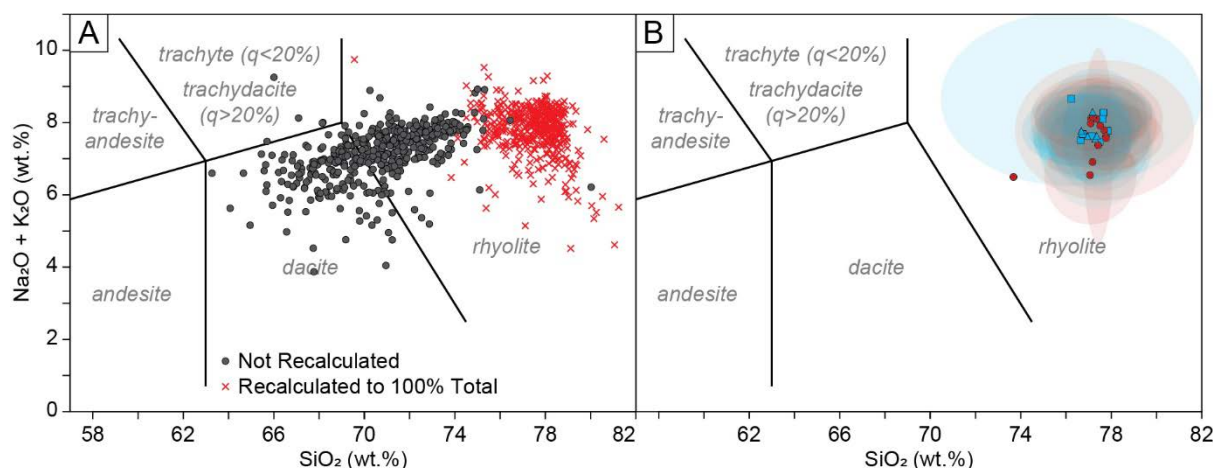 A
trachyte (q<20%)
trachydacite
(q>20%)
trachy-
andesite
andesite
dacite
rhyolite
Not Recalculated
Recalculated to 100% Total
Na₂O + K₂O (wt.%)
10
8
6
4
2
0
58
62
66
70
74
78
82
SiO₂ (wt.%)
B
trachyte (q<20%)
trachydacite
(q>20%)
trachy-
andesite
andesite
dacite
rhyolite
58
62
66
70
74
78
82
SiO₂ (wt.%)